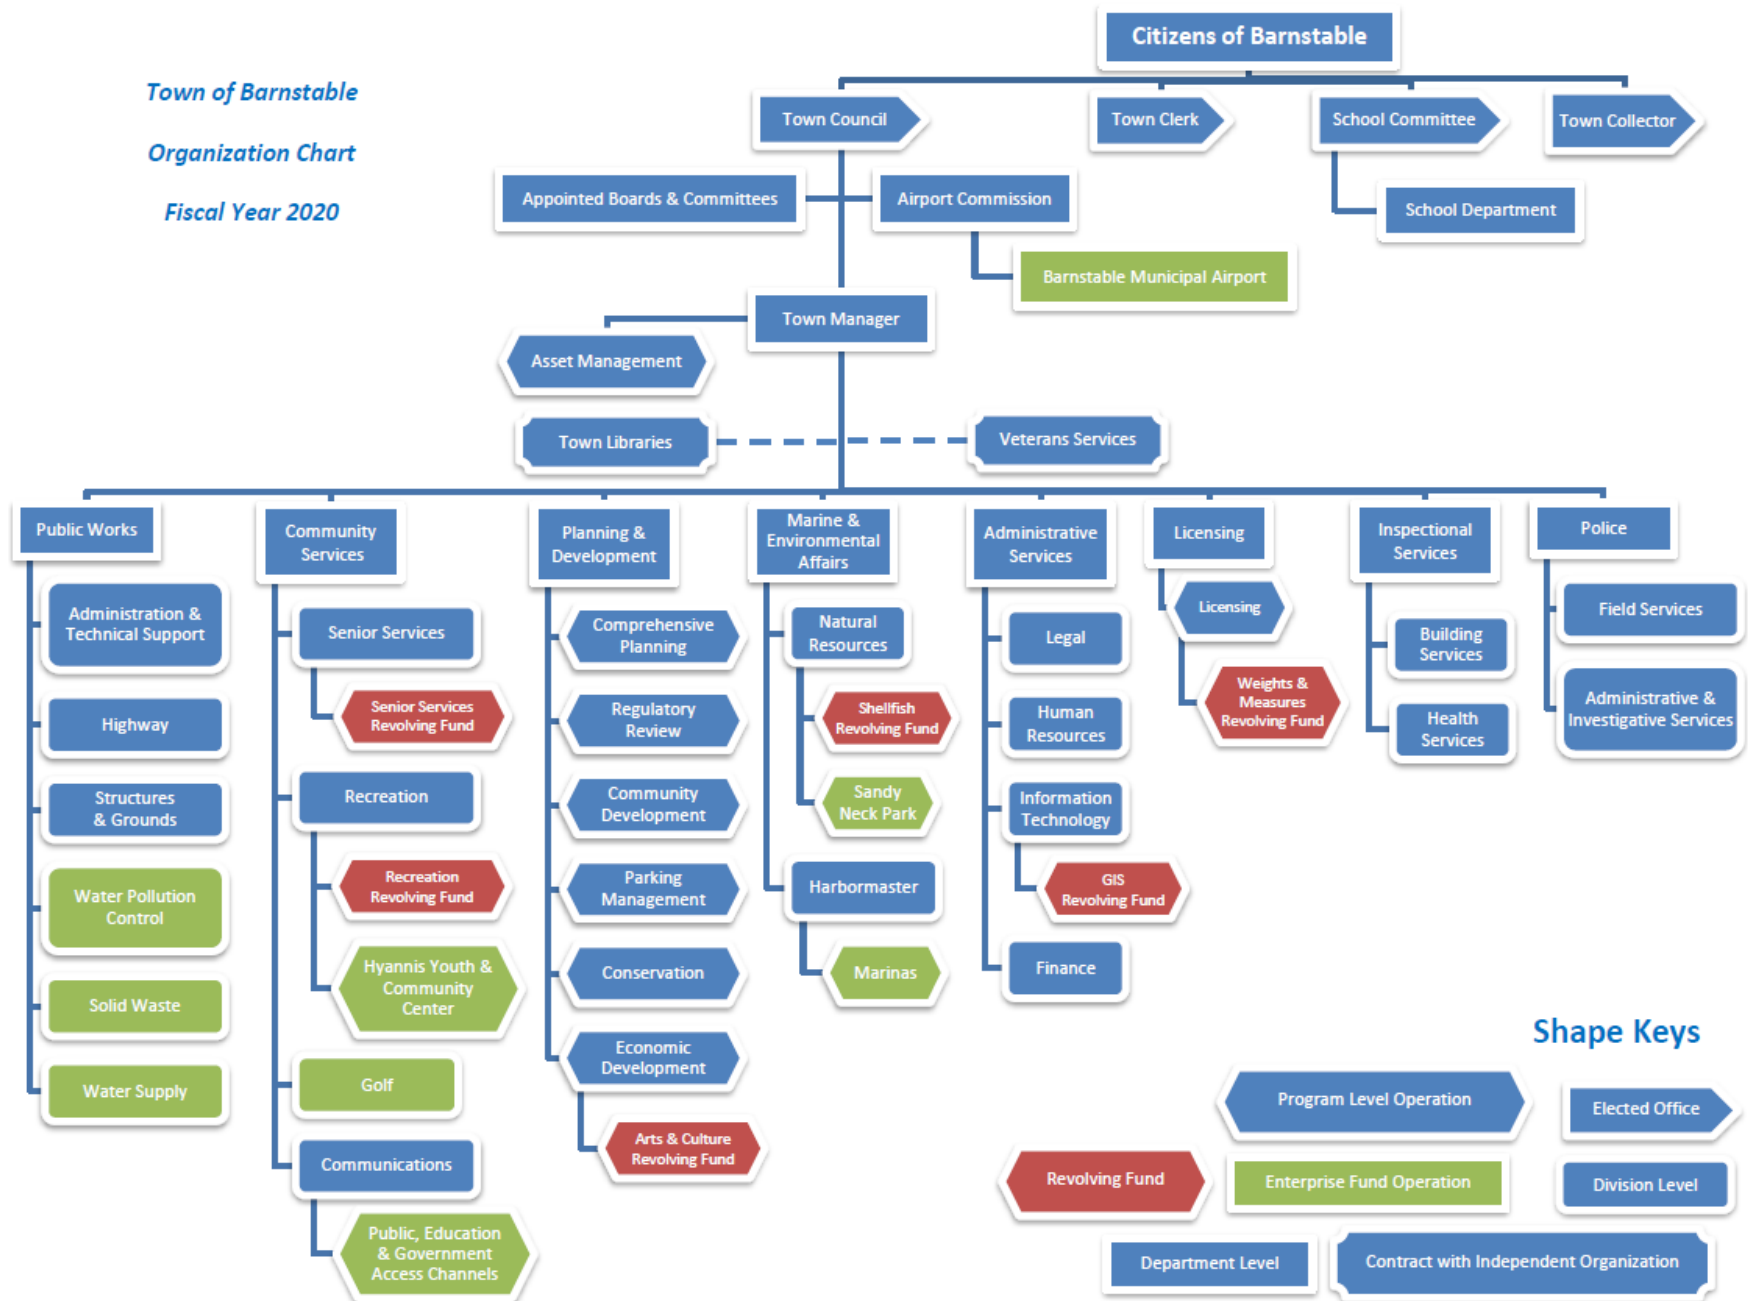 Citizens of Barnstable
Town of Barnstable
Organization Chart
Fiscal Year 2020
Town Council
Town Clerk
School Committee
Town Collector
Appointed Boards & Committees
Airport Commission
School Department
Barnstable Municipal Airport
Town Manager
Asset Management
Town Libraries
Veterans Services
Public Works
Administration &
Technical Support
Highway
Structures
& Grounds
Water Pollution
Control
Solid Waste
Water Supply
Community
Services
Senior Services
Senior Services
Revolving Fund
Recreation
Recreation
Revolving Fund
Hyannis Youth &
Community
Center
Golf
Communications
Public, Education
& Government
Access Channels
Planning &
Development
Comprehensive
Planning
Regulatory
Review
Community
Development
Parking
Management
Conservation
Economic
Development
Arts & Culture
Revolving Fund
Marine &
Environmental
Affairs
Natural
Resources
Shellfish
Revolving Fund
Sandy
Neck Park
Harbormaster
Marinas
Administrative
Services
Legal
Human
Resources
Information
Technology
GIS
Revolving Fund
Finance
Licensing
Licensing
Weights &
Measures
Revolving Fund
Inspectional
Services
Building
Services
Health
Services
Police
Field Services
Administrative &
Investigative Services
Shape Keys
Program Level Operation
Elected Office
Revolving Fund
Enterprise Fund Operation
Division Level
Department Level
Contract with Independent Organization